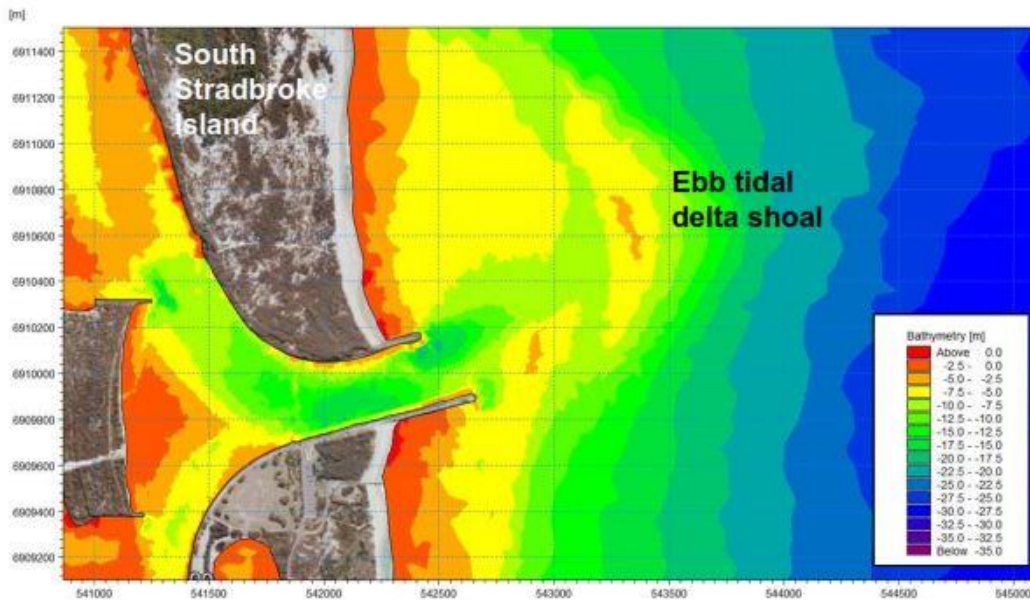 [m]
6911400
6911200
6911000
6910800
6910600
6910400
6910200
6910000
6909800
6909600
6909400
6909200
South
Stradbroke
Island
Ebb tidal
delta shoal
Bathymetry [m]
Above 0.0
-2.5 - 0.0
-5.0 - -2.5
-7.5 - -5.0
-10.0 - -7.5
-12.5 - -10.0
-15.0 - -12.5
-17.5 - -15.0
-20.0 - -17.5
-22.5 - -20.0
-25.0 - -22.5
-27.5 - -25.0
-30.0 - -27.5
-32.5 - -30.0
-35.0 - -32.5
Below -35.0
541000 541500 542000 542500 543000 543500 544000 544500 545000